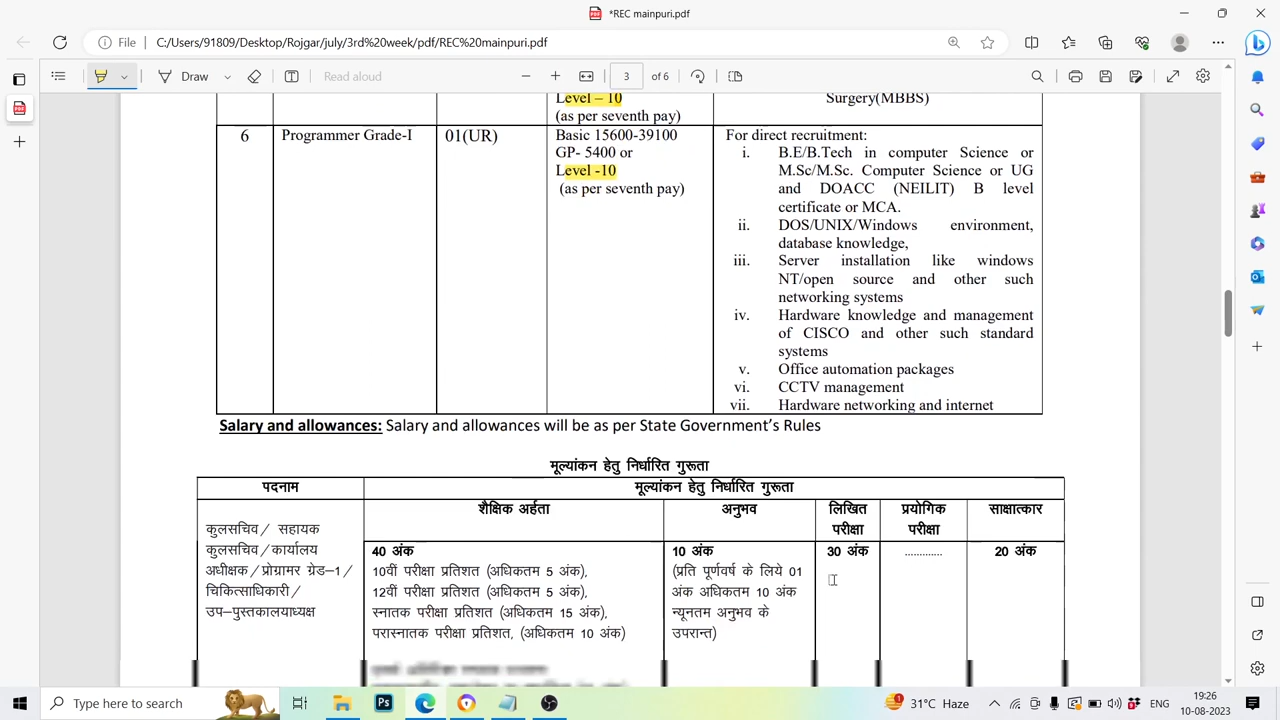 *REC mainpuri.pdf
File
C:/Users/91809/Desktop/Rojgar/july/3rd%20week/pdf/REC%20mainpuri.pdf
Draw
Read aloud
3 of 6
Level – 10
(as per seventh pay)
Surgery(MBBS)
6
Programmer Grade-I
01(UR)
Basic 15600-39100
GP- 5400 or
Level -10
(as per seventh pay)
For direct recruitment:
i. B.E/B.Tech in computer Science or
M.Sc/M.Sc. Computer Science or UG
and DOACC (NEILIT) B level
certificate or MCA.
ii. DOS/UNIX/Windows environment,
database knowledge,
iii. Server installation like windows
NT/open source and other such
networking systems
iv. Hardware knowledge and management
of CISCO and other such standard
systems
v. Office automation packages
vi. CCTV management
vii. Hardware networking and internet
Salary and allowances: Salary and allowances will be as per State Government's Rules
मूल्यांकन हेतु निर्धारित गुरूता
पदनाम
मूल्यांकन हेतु निर्धारित गुरूता
शैक्षिक अर्हता
अनुभव
लिखित
परीक्षा
प्रयोगिक
परीक्षा
साक्षात्कार
कुलसचिव/ सहायक
कुलसचिव/कार्यालय
अधीक्षक/प्रोग्रामर ग्रेड–1/
चिकित्साधिकारी/
उप–पुस्तकालयाध्यक्ष
40 अंक
10वीं परीक्षा प्रतिशत (अधिकतम 5 अंक),
12वीं परीक्षा प्रतिशत (अधिकतम 5 अंक),
स्नातक परीक्षा प्रतिशत (अधिकतम 15 अंक),
परास्नातक परीक्षा प्रतिशत, (अधिकतम 10 अंक)
10 अंक
(प्रति पूर्णवर्ष के लिये 01
अंक अधिकतम 10 अंक
न्यूनतम अनुभव के
उपरान्त)
30 अंक
.............
20 अंक
Type here to search
Ps
1
31°C Haze
ENG
19:26
10-08-2023